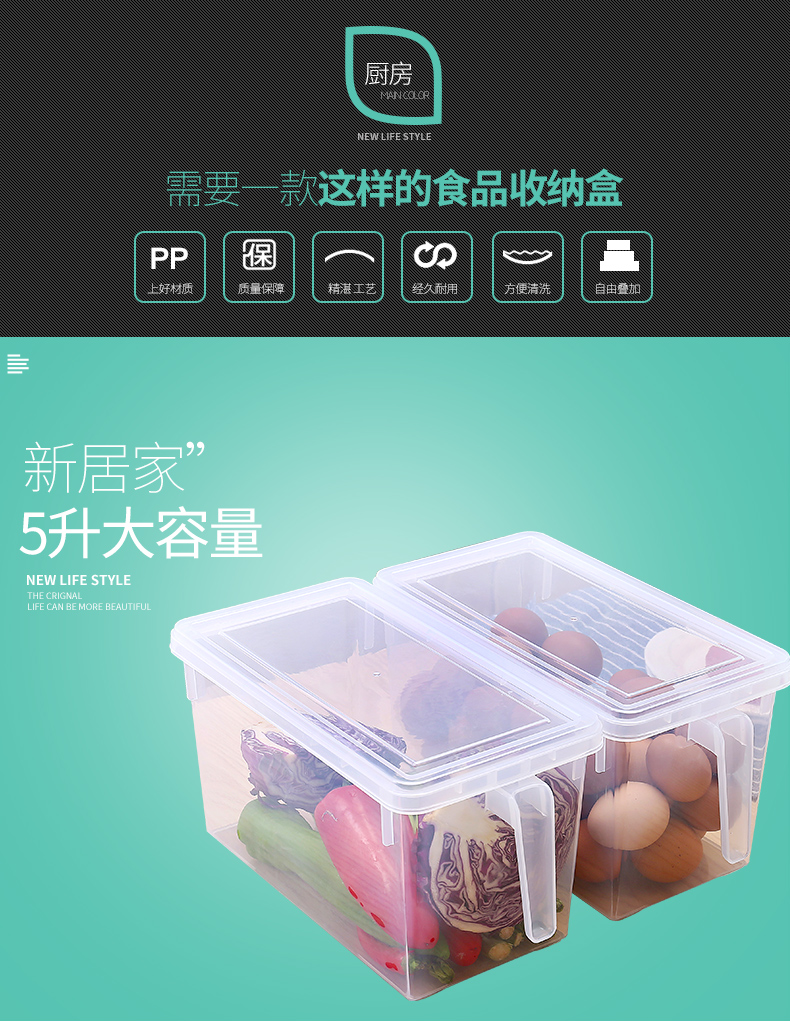 厨房
MAIN COLOR
NEW LIFE STYLE
需要一款这样的食品收纳盒
PP
保
上好材质
质量保障
精湛工艺
经久耐用
方便清洗
自由叠加
新居家”
5升大容量
NEW LIFE STYLE
THE CRIGNAL
LIFE CAN BE MORE BEAUTIFUL